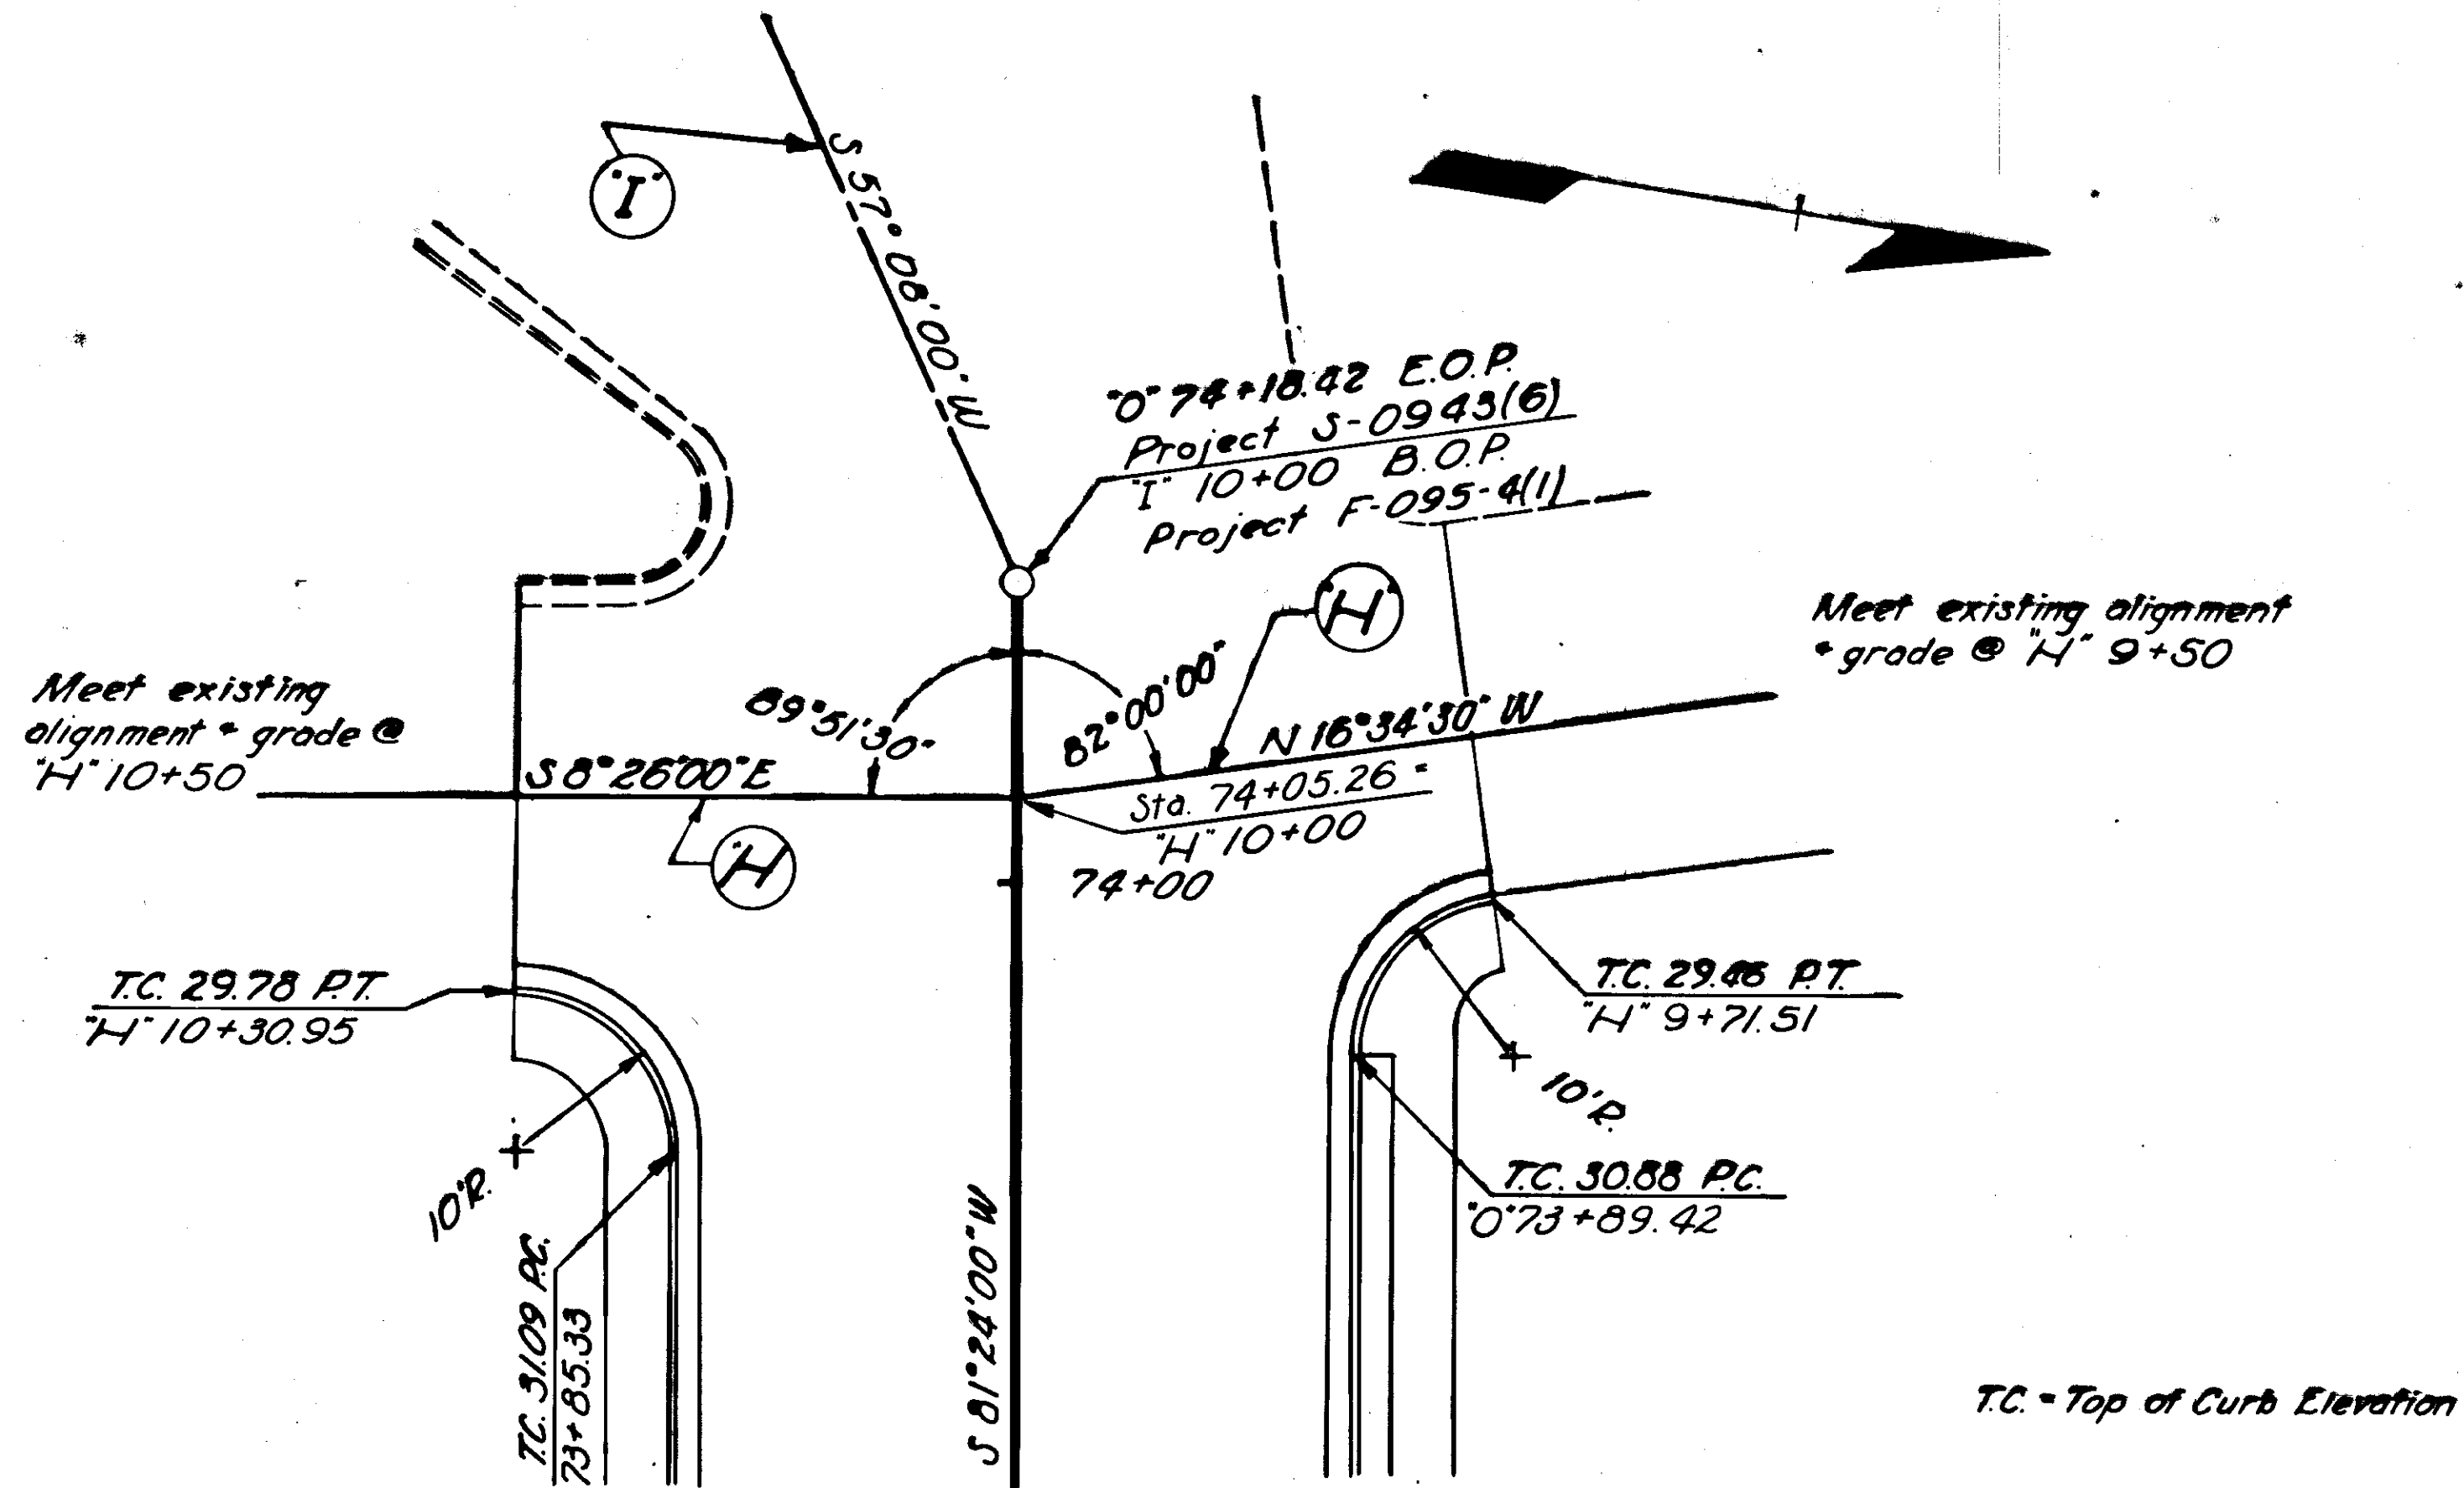 "I"
S 57°08'00" W
"O" 74+18.42 E.O.P.
Project S-0943(6)
"I" 10+00 B.O.P.
Project F-095-4(1)
"H"
Meet existing alignment
& grade @ "H" 9+50
Meet existing
alignment & grade @
"H" 10+50
89°51'30"
82°00'00"
N 16°34'30" W
S 8°26'00" E
Sta. 74+05.26 =
"H" 10+00
74+00
"H"
T.C. 29.78 P.T.
"H" 10+30.95
T.C. 29.46 P.T.
"H" 9+71.51
10'R.
10'R.
T.C. 30.88 P.C.
"O" 73+89.42
T.C. 31.09 P.C.
73+85.33
S 81°24'00" W
T.C. = Top of Curb Elevation